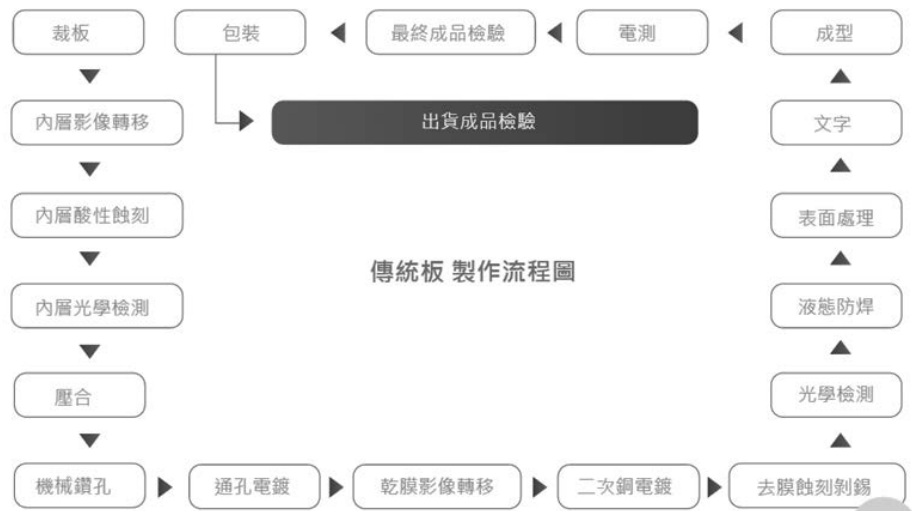 裁板
包裝
最終成品檢驗
電測
成型
內層影像轉移
出貨成品檢驗
文字
內層酸性蝕刻
表面處理
傳統板 製作流程圖
內層光學檢測
液態防焊
壓合
光學檢測
機械鑽孔
通孔電鍍
乾膜影像轉移
二次銅電鍍
去膜蝕刻剝錫